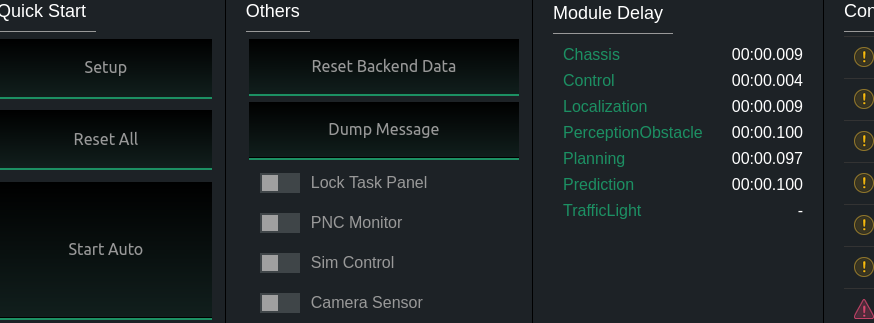 Quick Start
Setup
Reset All
Start Auto
Others
Reset Backend Data
Dump Message
Lock Task Panel
PNC Monitor
Sim Control
Camera Sensor
Module Delay
Chassis 00:00.009
Control 00:00.004
Localization 00:00.009
PerceptionObstacle 00:00.100
Planning 00:00.097
Prediction 00:00.100
TrafficLight -